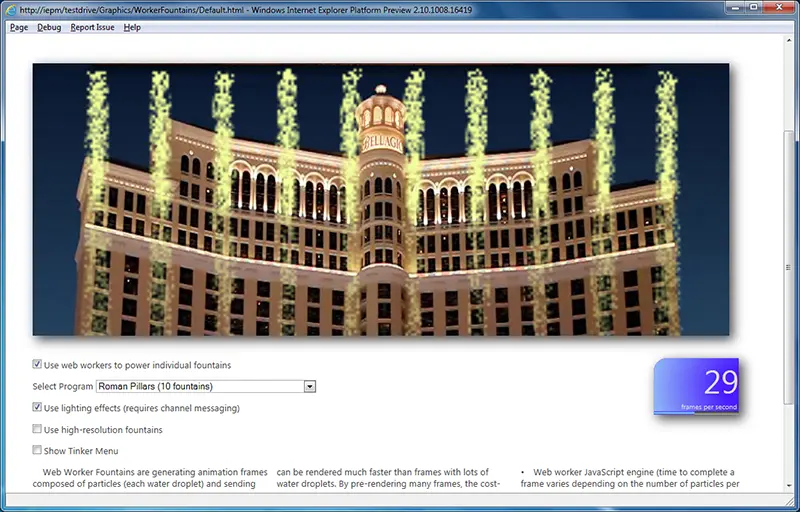 http://iepm/testdrive/Graphics/WorkerFountains/Default.html - Windows Internet Explorer Platform Preview 2.10.1008.16419
Page Debug Report Issue Help
BELLAGIO
Use web workers to power individual fountains
Select Program Roman Pillars (10 fountains)
Use lighting effects (requires channel messaging)
Use high-resolution fountains
Show Tinker Menu
29
frames per second
Web Worker Fountains are generating animation frames
composed of particles (each water droplet) and sending
can be rendered much faster than frames with lots of
water droplets. By pre-rendering many frames, the cost-
• Web worker JavaScript engine (time to complete a
frame varies depending on the number of particles per